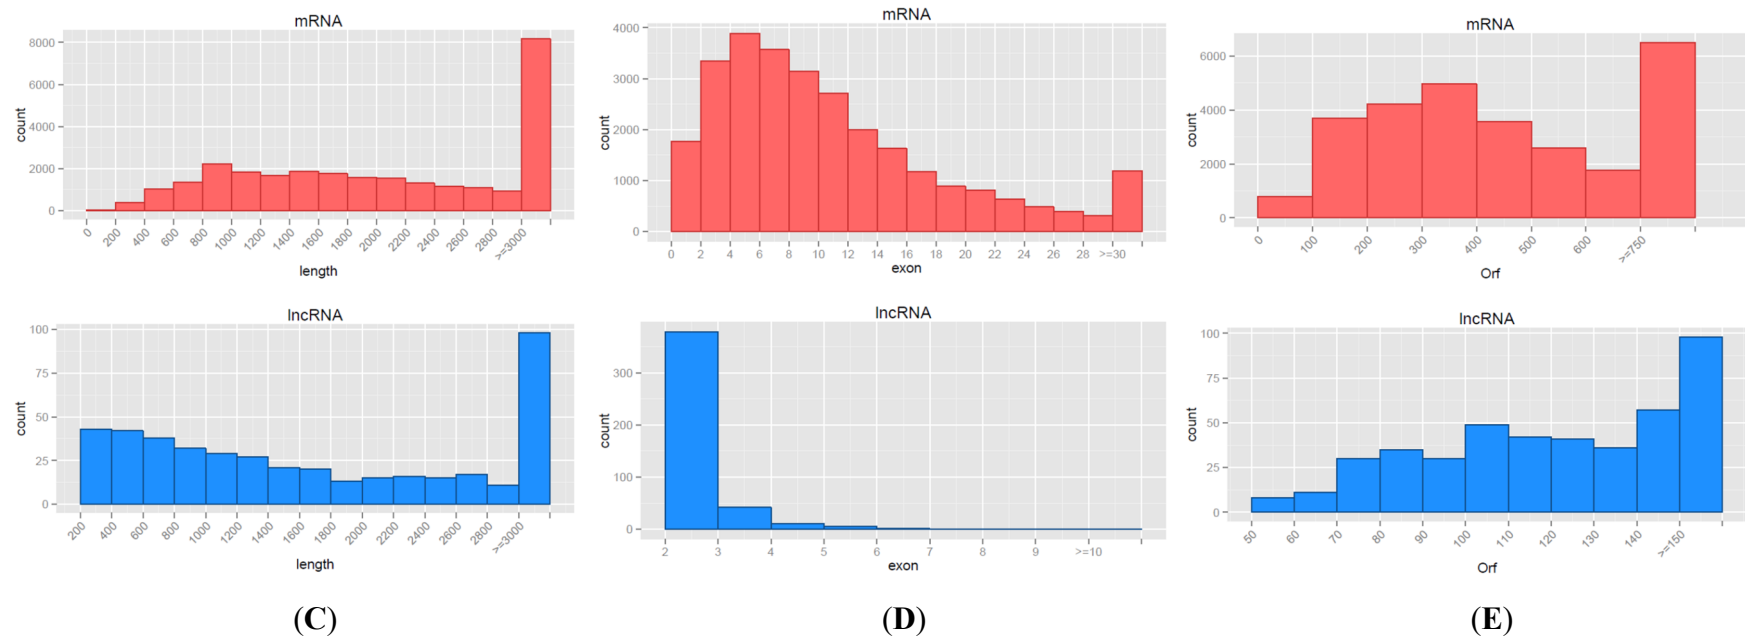 mRNA
count
8000
6000
4000
2000
0
0 200 400 600 800 1000 1200 1400 1600 1800 2000 2200 2400 2600 2800 >=3000
length
mRNA
count
4000
3000
2000
1000
0
0 2 4 6 8 10 12 14 16 18 20 22 24 26 28 >=30
exon
mRNA
count
6000
4000
2000
0
0 100 200 300 400 500 600 >=750
Orf
lncRNA
count
100
75
50
25
0
200 400 600 800 1000 1200 1400 1600 1800 2000 2200 2400 2600 2800 >=3000
length
lncRNA
count
300
200
100
0
2 3 4 5 6 7 8 9 >=10
exon
lncRNA
count
100
75
50
25
0
50 60 70 80 90 100 110 120 130 140 >=150
Orf
(C) (D) (E)